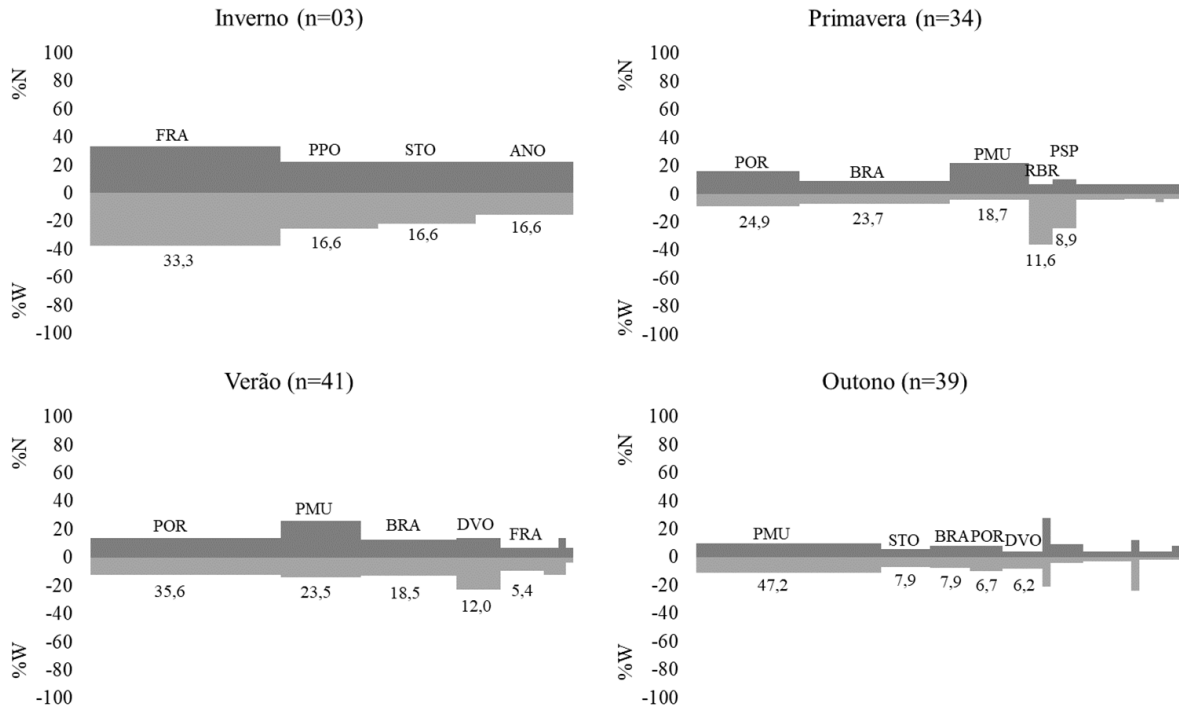 Inverno (n=03)
%N
100
80
60
40
20
0
-20
-40
-60
-80
-100
%W
FRA
PPO
STO
ANO
33,3
16,6
16,6
16,6
Primavera (n=34)
%N
100
80
60
40
20
0
-20
-40
-60
-80
-100
%W
POR
BRA
PMU
RBR
PSP
24,9
23,7
18,7
11,6
8,9
Verão (n=41)
%N
100
80
60
40
20
0
-20
-40
-60
-80
-100
%W
POR
PMU
BRA
DVO
FRA
35,6
23,5
18,5
12,0
5,4
Outono (n=39)
%N
100
80
60
40
20
0
-20
-40
-60
-80
-100
%W
PMU
STO
BRA
POR
DVO
47,2
7,9
7,9
6,7
6,2